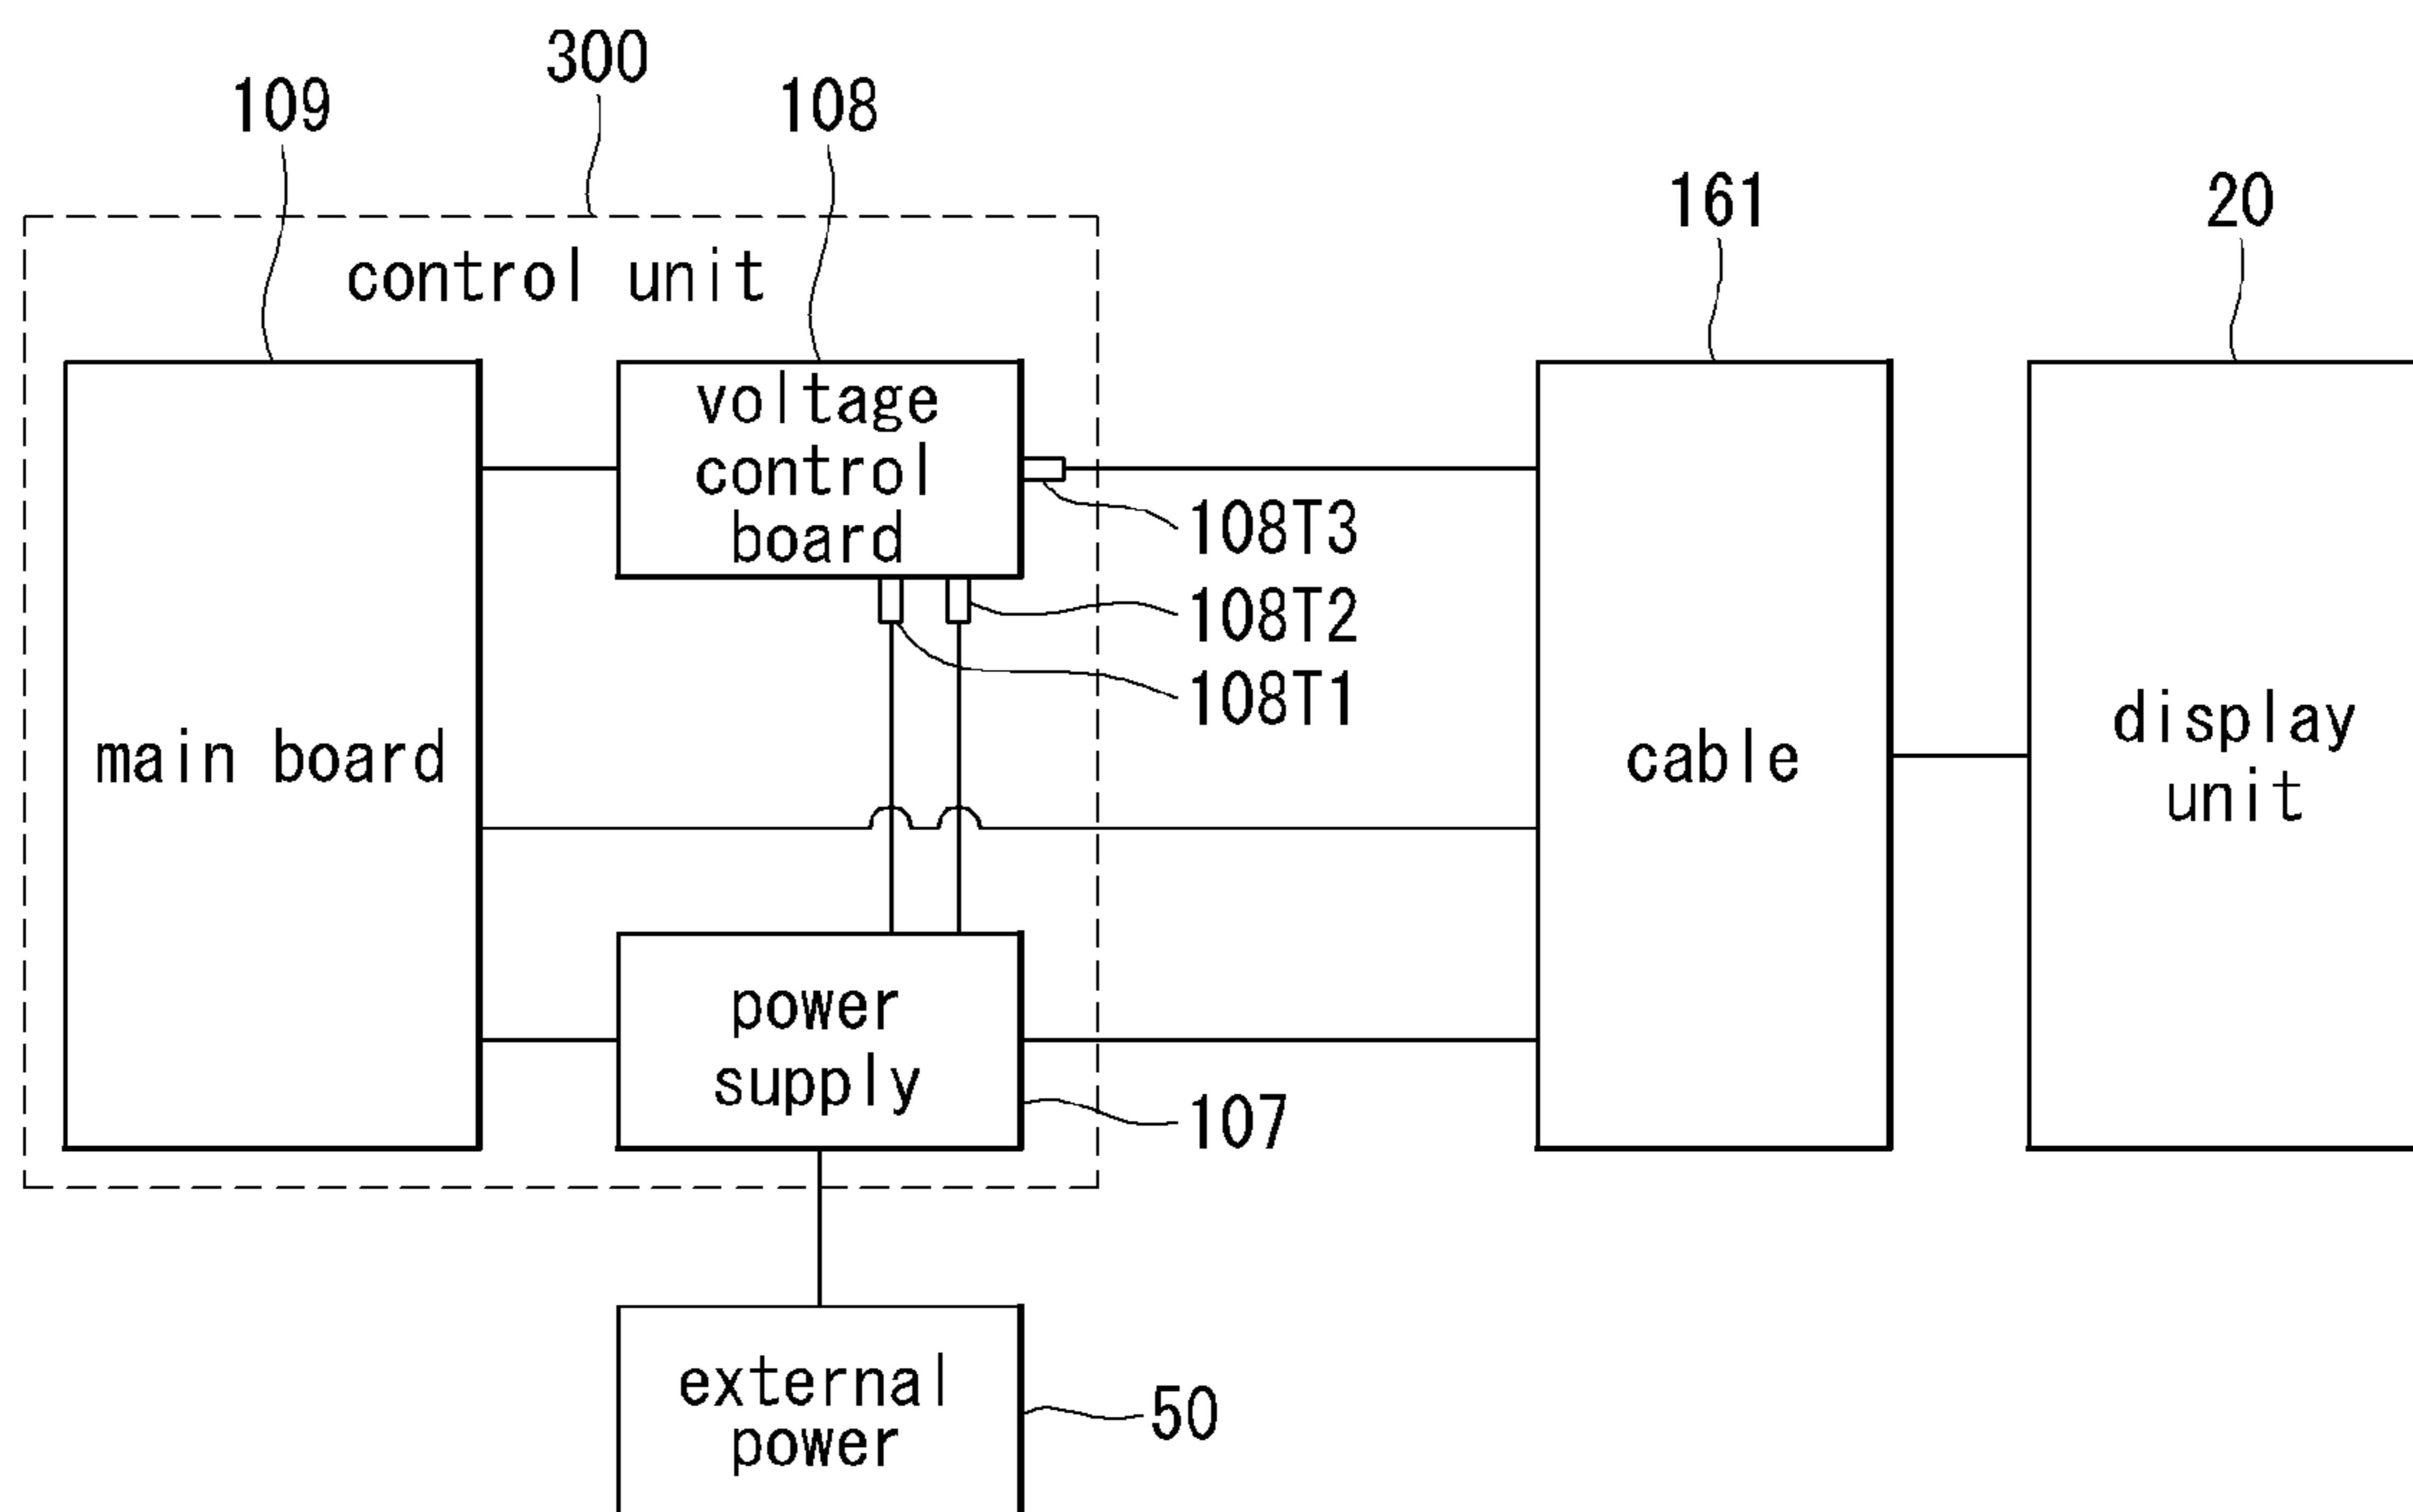 300
109
108
161
20
control unit
voltage
control
board
108T3
108T2
108T1
main board
cable
display
unit
power
supply
107
external
power
50